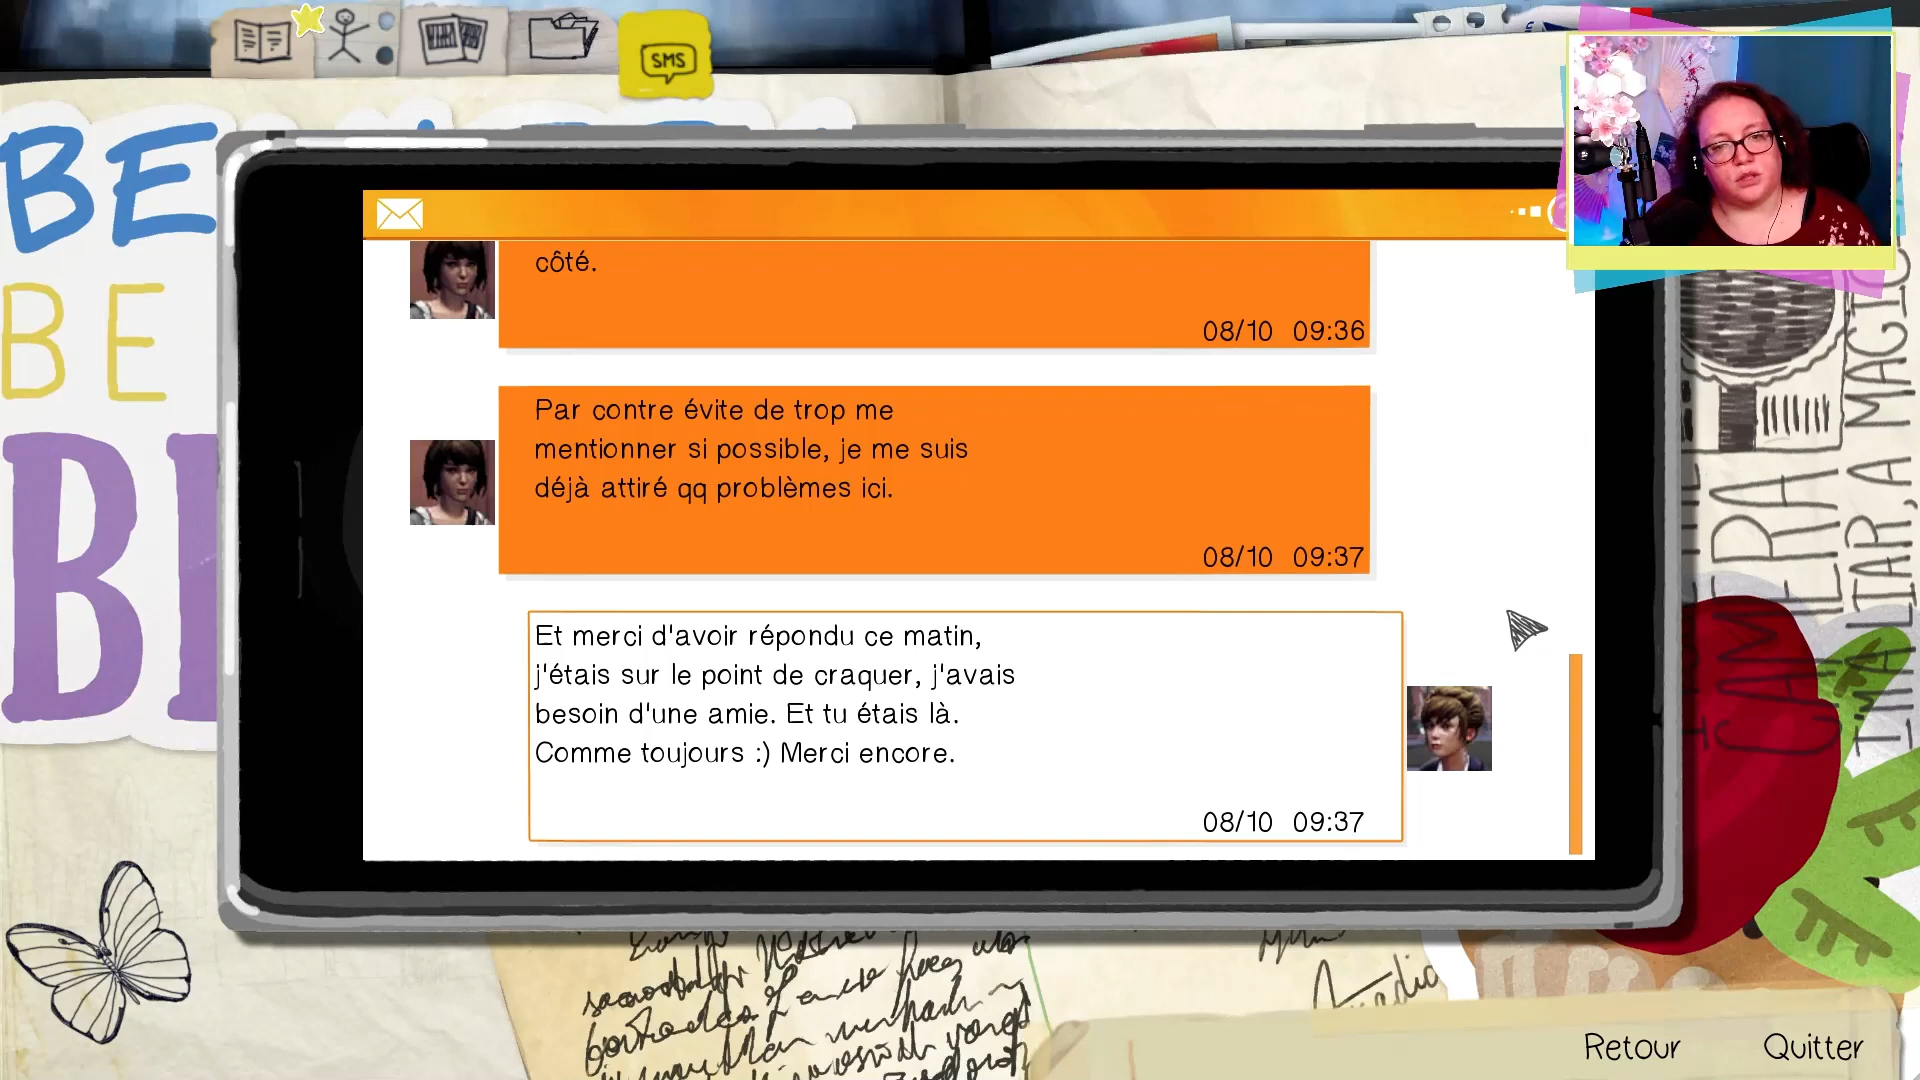 SMS
BE
BE
côté.
08/10 09:36
Par contre évite de trop me
mentionner si possible, je me suis
déjà attiré qq problèmes ici.
08/10 09:37
Et merci d'avoir répondu ce matin,
j'étais sur le point de craquer, j'avais
besoin d'une amie. Et tu étais là.
Comme toujours :) Merci encore.
08/10 09:37
CAMERA
LIAR, A MAGIC
Retour
Quitter